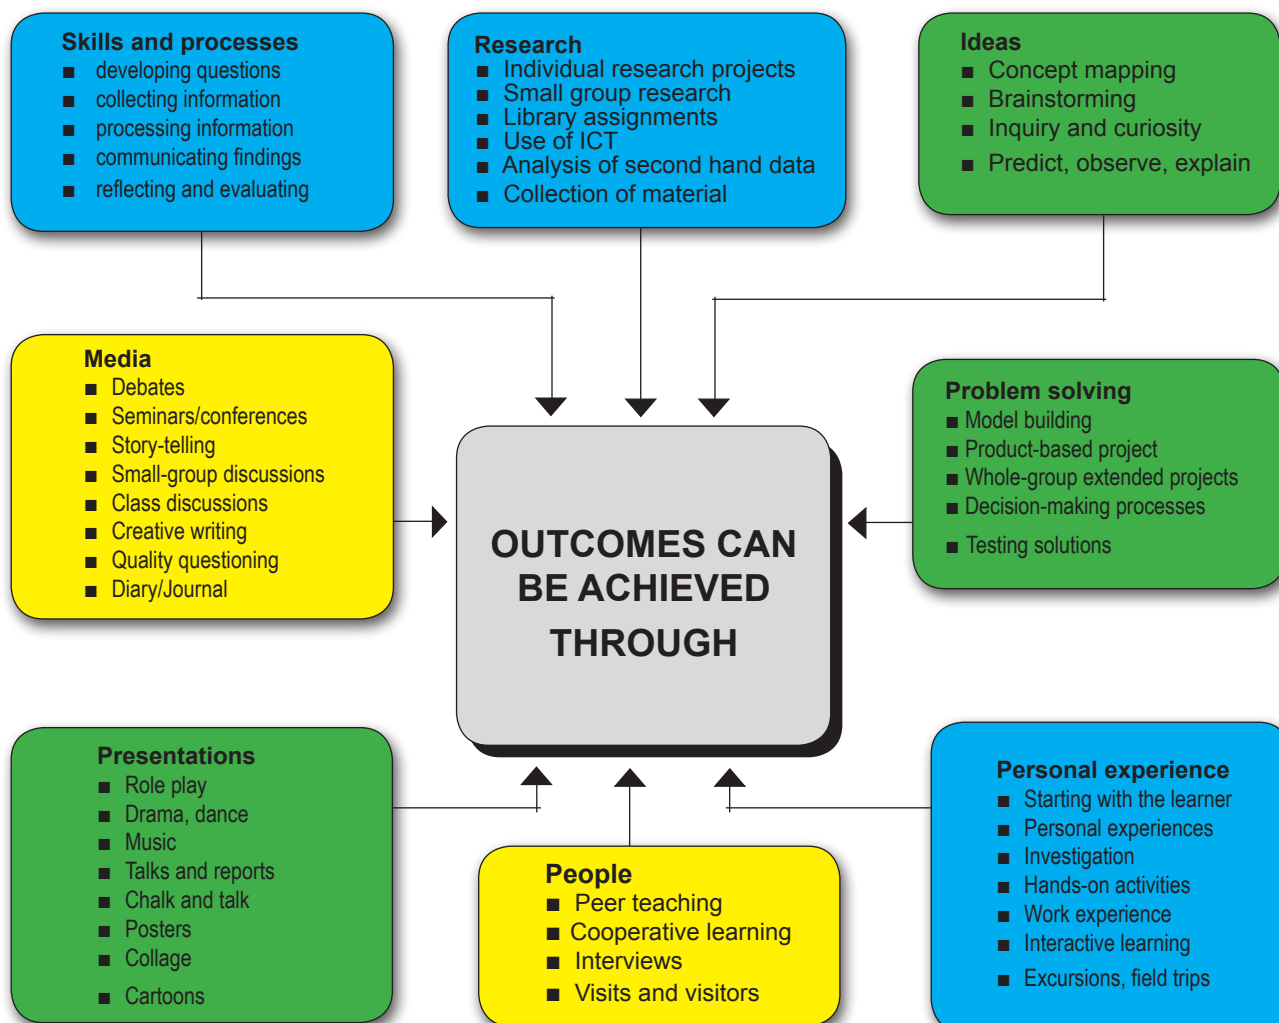 Skills and processes
■ developing questions
■ collecting information
■ processing information
■ communicating findings
■ reflecting and evaluating
Research
■ Individual research projects
■ Small group research
■ Library assignments
■ Use of ICT
■ Analysis of second hand data
■ Collection of material
Ideas
■ Concept mapping
■ Brainstorming
■ Inquiry and curiosity
■ Predict, observe, explain
Media
■ Debates
■ Seminars/conferences
■ Story-telling
■ Small-group discussions
■ Class discussions
■ Creative writing
■ Quality questioning
■ Diary/Journal
OUTCOMES CAN
BE ACHIEVED
THROUGH
Problem solving
■ Model building
■ Product-based project
■ Whole-group extended projects
■ Decision-making processes
■ Testing solutions
Presentations
■ Role play
■ Drama, dance
■ Music
■ Talks and reports
■ Chalk and talk
■ Posters
■ Collage
■ Cartoons
People
■ Peer teaching
■ Cooperative learning
■ Interviews
■ Visits and visitors
Personal experience
■ Starting with the learner
■ Personal experiences
■ Investigation
■ Hands-on activities
■ Work experience
■ Interactive learning
■ Excursions, field trips